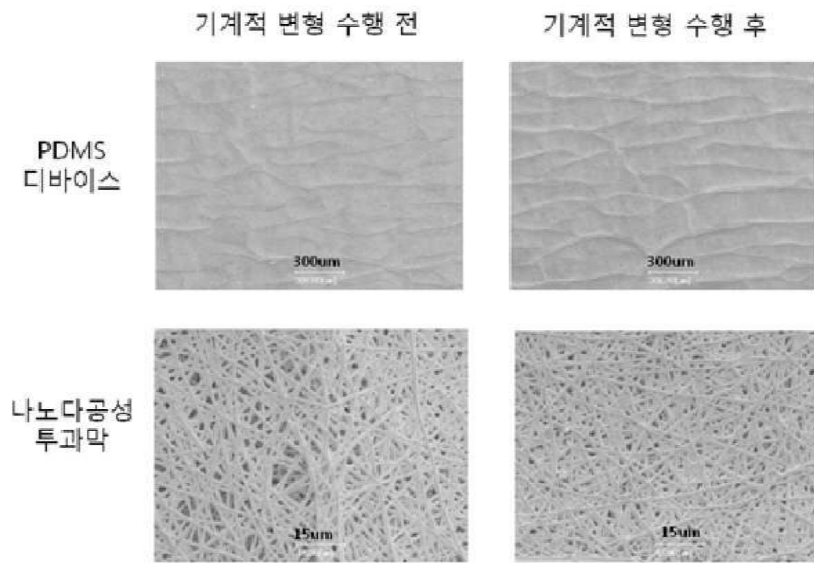 기계적 변형 수행 전
기계적 변형 수행 후
PDMS
디바이스
300um
300um
나노다공성
투과막
15um
15um